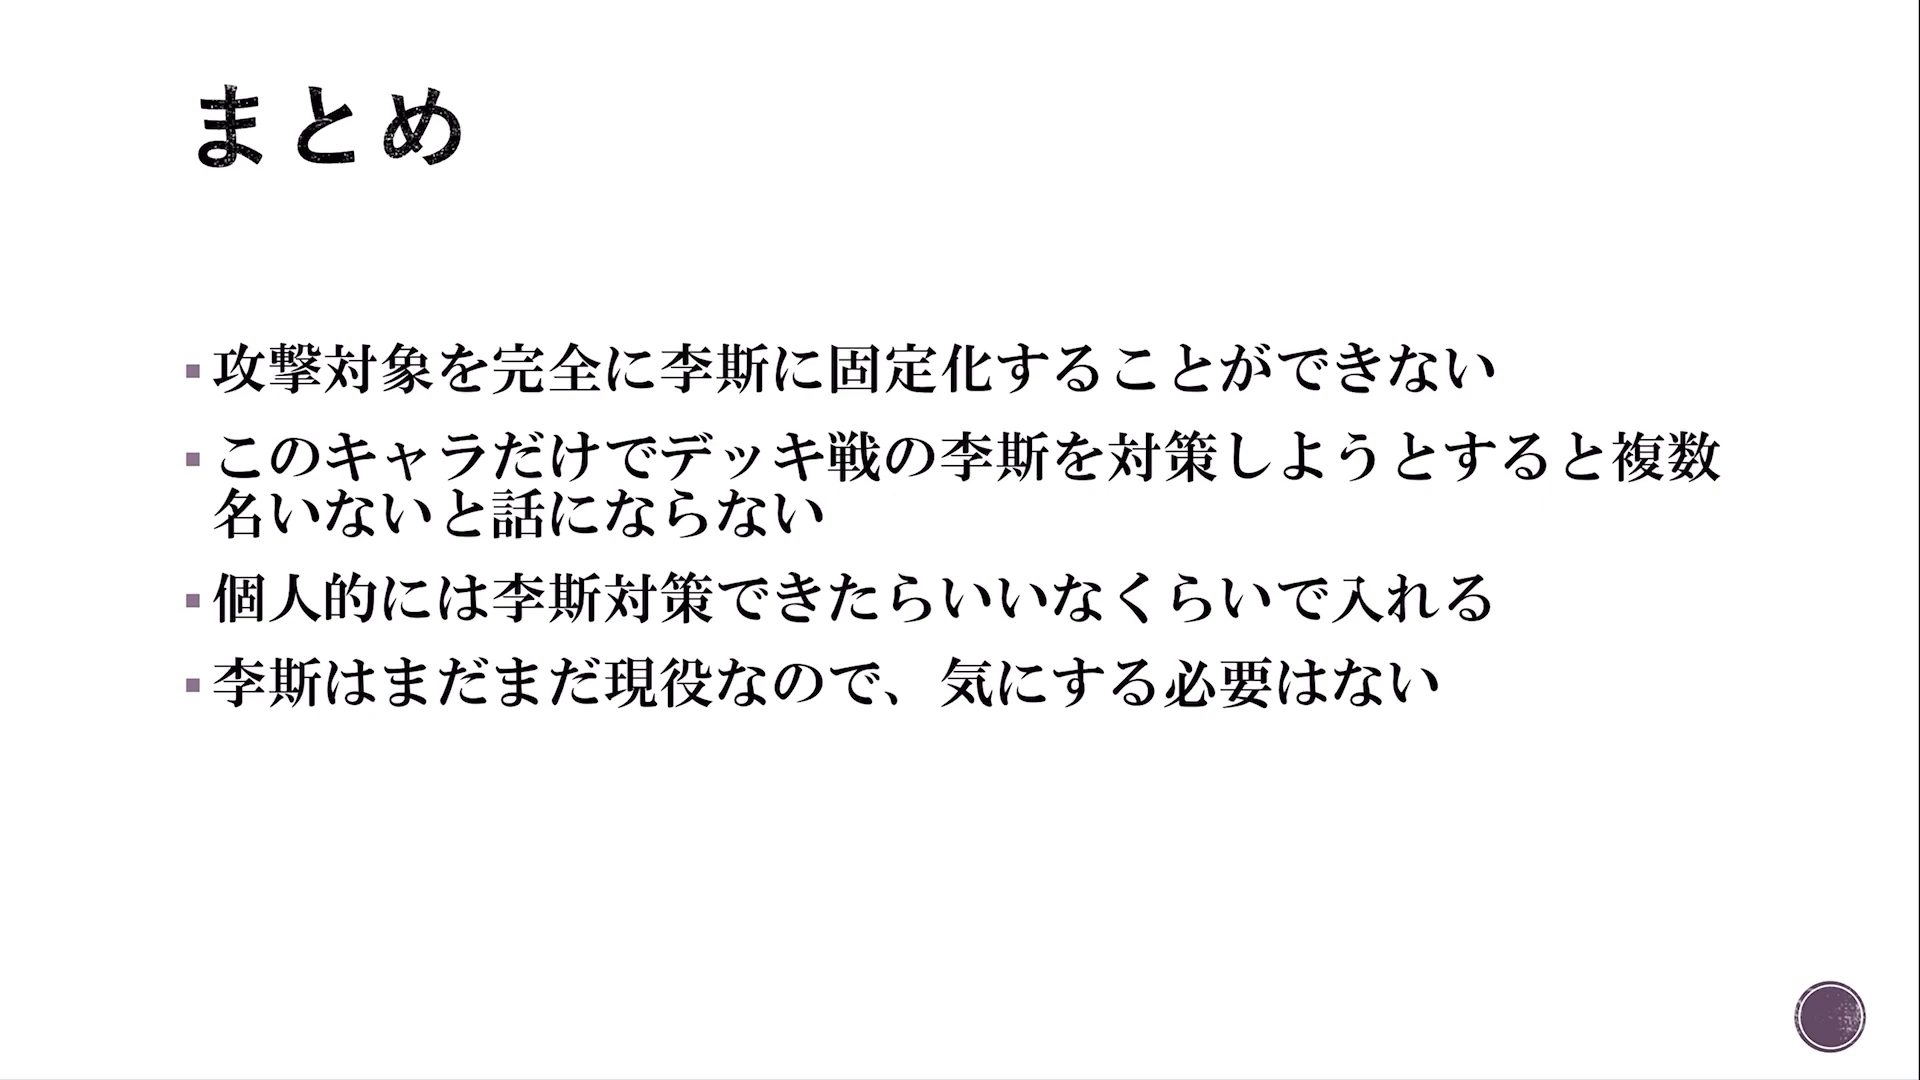 まとめ
攻撃対象を完全に李斯に固定化することができない
このキャラだけでデッキ戦の李斯を対策しようとすると複数
名いないと話にならない
個人的には李斯対策できたらいいなくらいで入れる
李斯はまだまだ現役なので、気にする必要はない